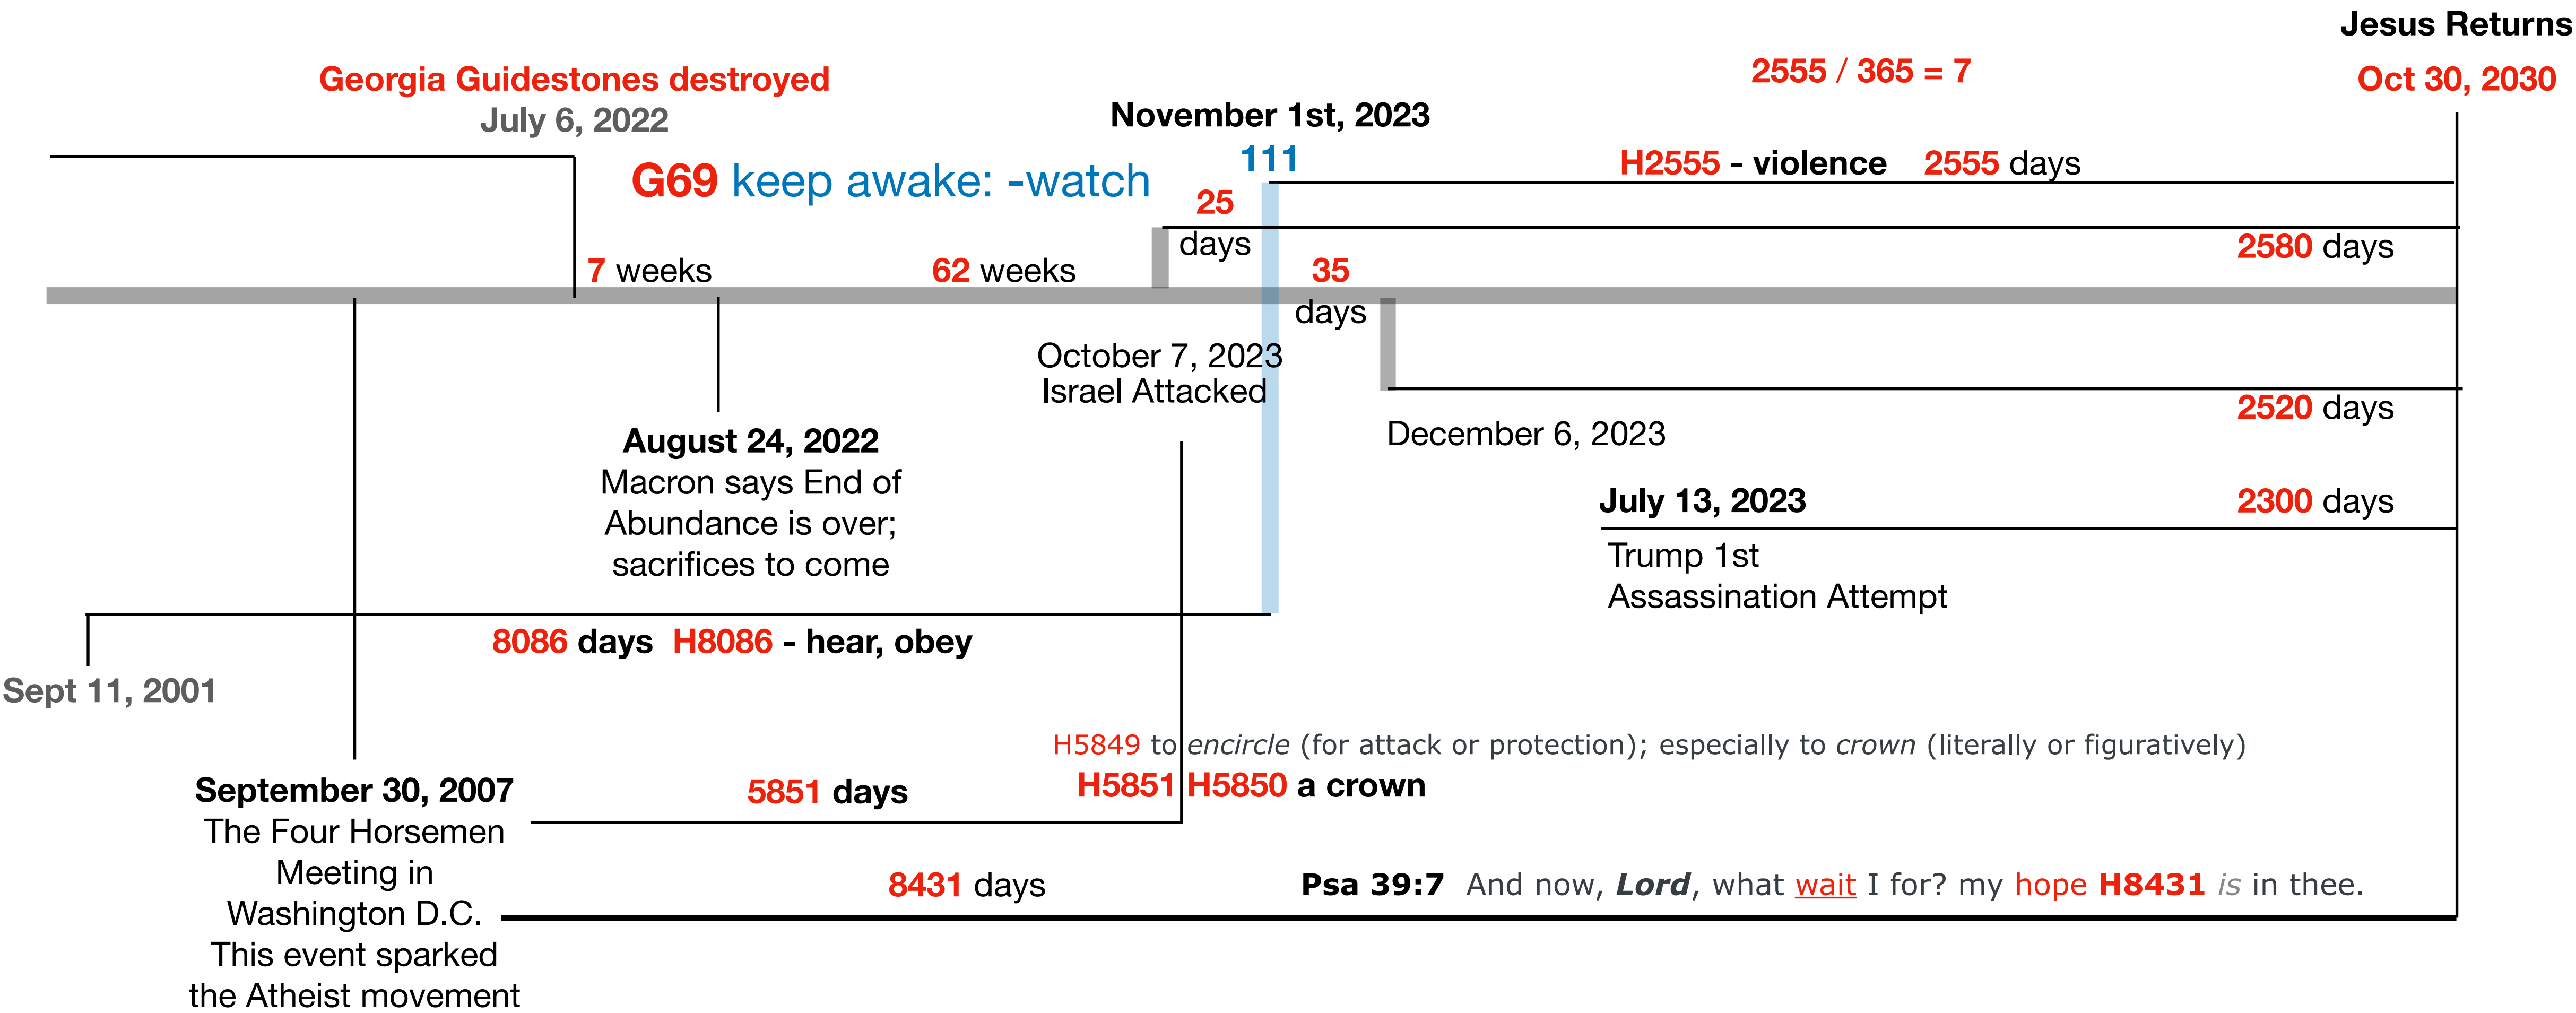 Jesus Returns
Oct 30, 2030
2555 / 365 = 7
Georgia Guidestones destroyed
July 6, 2022
November 1st, 2023
111
G69 keep awake: -watch
H2555 - violence 2555 days
25
days
2580 days
7 weeks
62 weeks
35
days
October 7, 2023
Israel Attacked
2520 days
December 6, 2023
August 24, 2022
Macron says End of
Abundance is over;
sacrifices to come
July 13, 2023
2300 days
Trump 1st
Assassination Attempt
8086 days H8086 - hear, obey
Sept 11, 2001
H5849 to encircle (for attack or protection); especially to crown (literally or figuratively)
H5851 H5850 a crown
5851 days
September 30, 2007
The Four Horsemen
Meeting in
Washington D.C.
This event sparked
the Atheist movement
8431 days
Psa 39:7 And now, Lord, what wait I for? my hope H8431 is in thee.